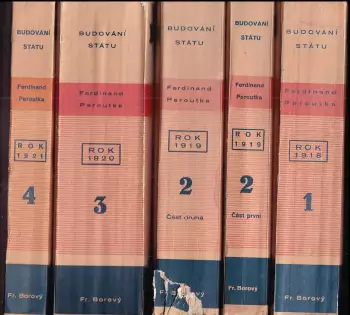 BUDOVÁNÍ
STÁTU
Ferdinand
Peroutka
ROK
1921
4
Fr. Borový
BUDOVÁNÍ
STÁTU
Ferdinand
Peroutka
ROK
1920
3
Fr. Borový
BUDOVÁNÍ
STÁTU
Ferdinand
Peroutka
ROK
1919
2
Část druhá
BUDOVÁNÍ
STÁTU
Ferdinand
Peroutka
ROK
1919
2
Část první
Fr. Borový
BUDOVÁNÍ
STÁTU
Ferdinand
Peroutka
ROK
1918
1
Fr. Borový